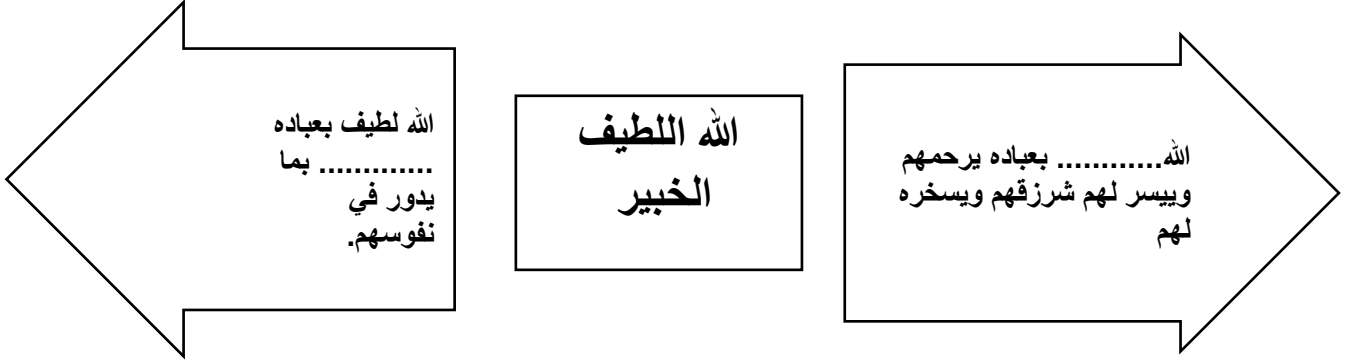 الله............ بعباده يرحمهم
وييسر لهم شرزقهم ويسخره
لهم
الله اللطيف
الخبير
الله لطيف بعباده
............. بما
يدور في
نفوسهم.